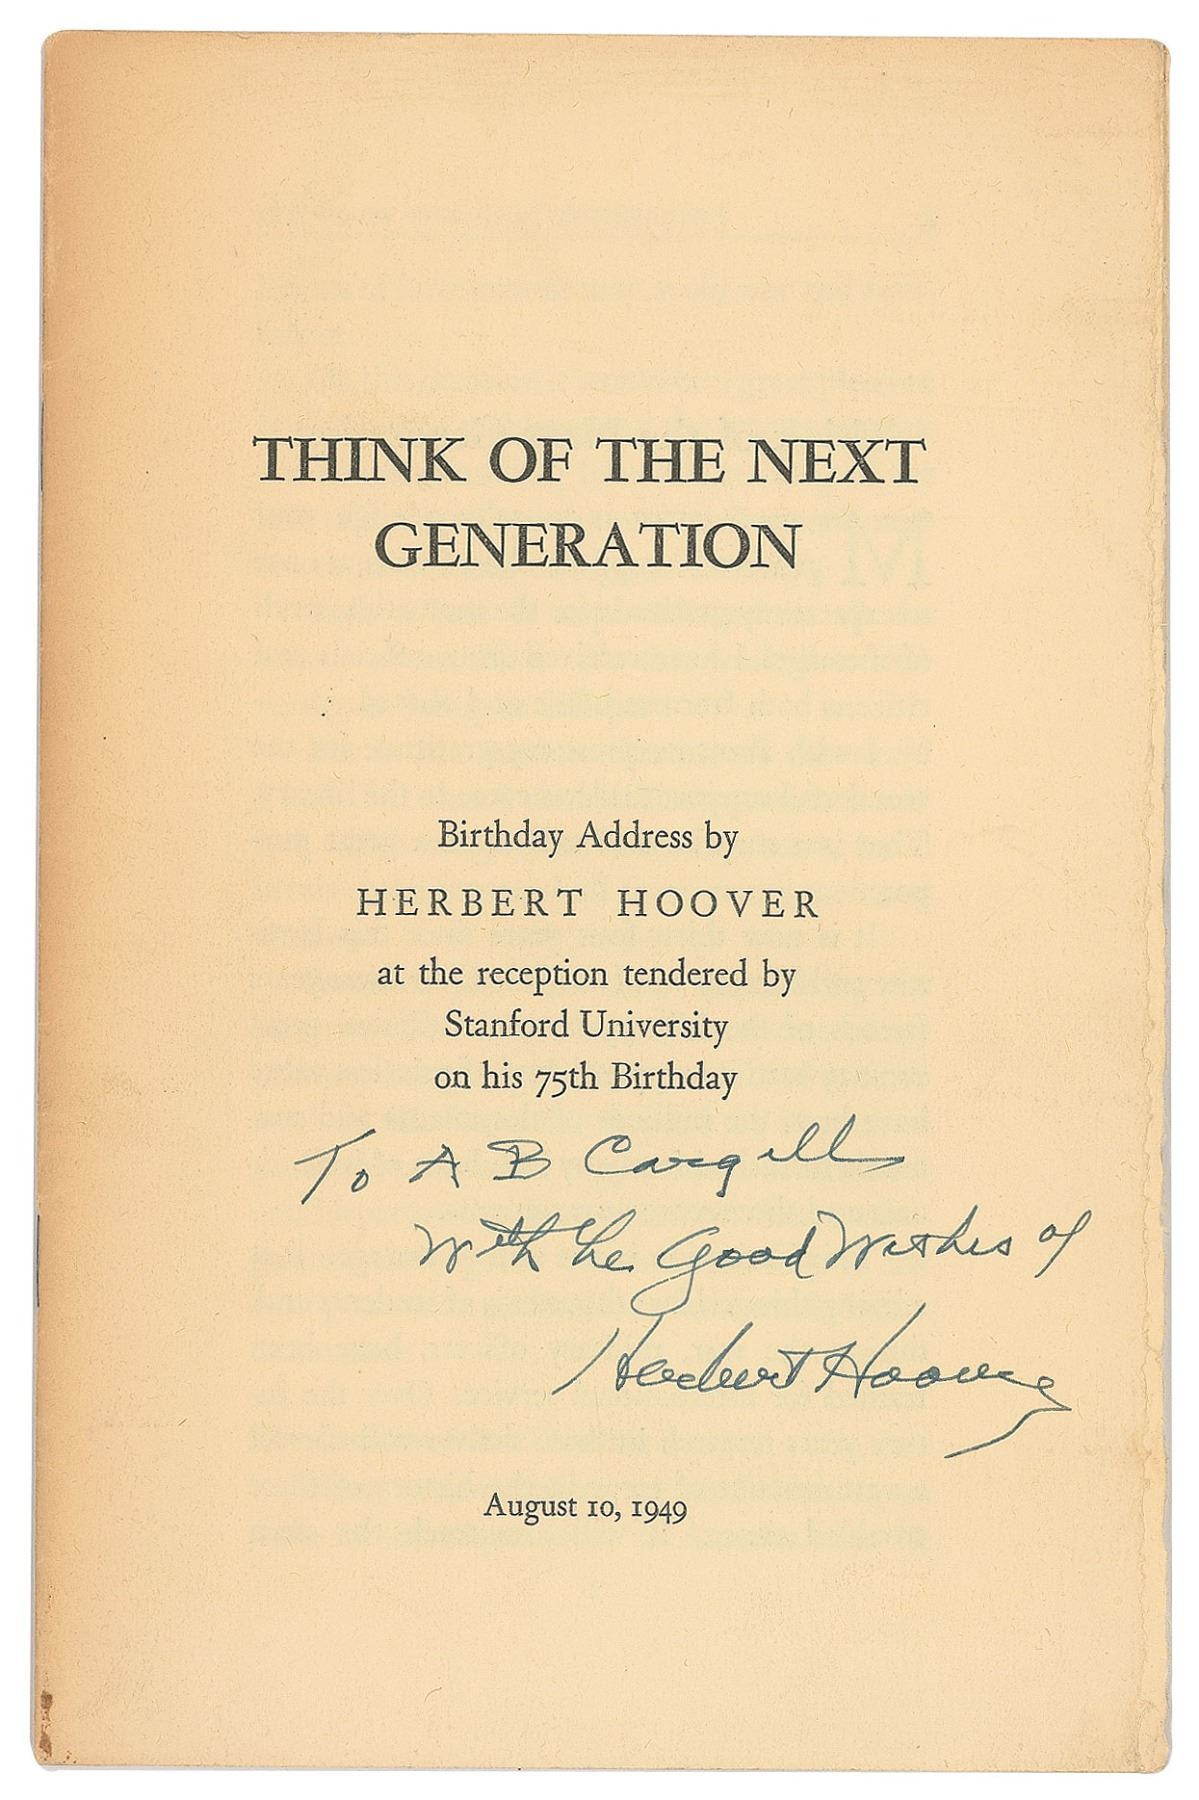 THINK OF THE NEXT
GENERATION
Birthday Address by
HERBERT HOOVER
at the reception tendered by
Stanford University
on his 75th Birthday
To A B Cargill
With the Good Wishes of
Herbert Hoover
August 10, 1949